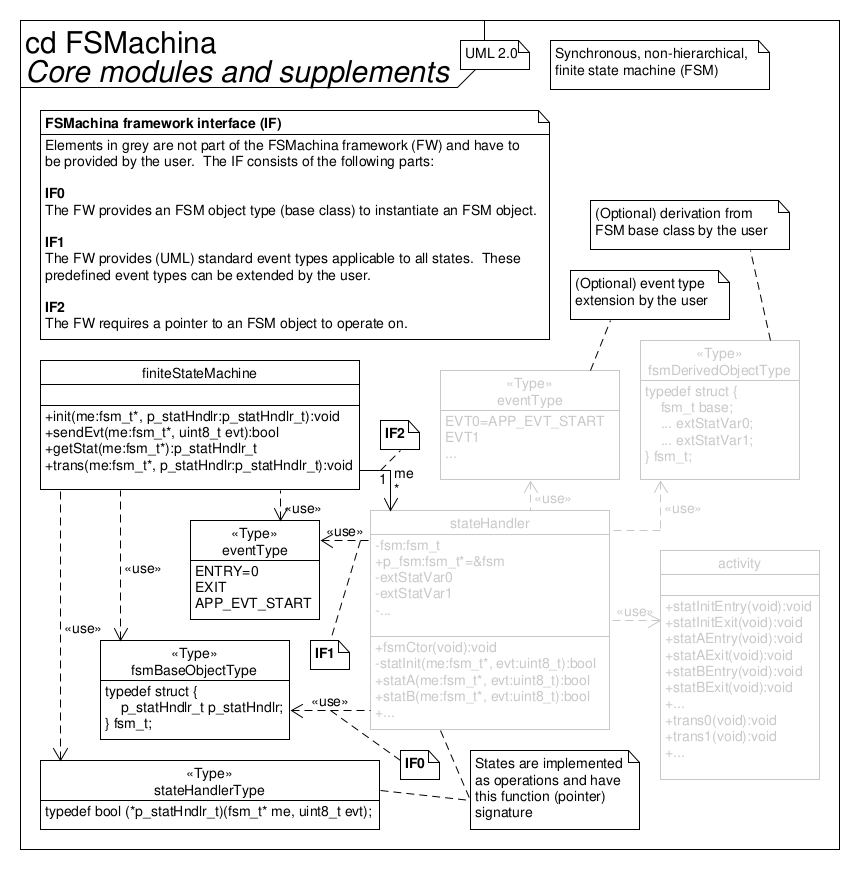 cd FSMachina
Core modules and supplements
UML 2.0
Synchronous, non-hierarchical,
finite state machine (FSM)
FSMachina framework interface (IF)
Elements in grey are not part of the FSMachina framework (FW) and have to
be provided by the user.  The IF consists of the following parts:
IF0
The FW provides an FSM object type (base class) to instantiate an FSM object.
IF1
The FW provides (UML) standard event types applicable to all states.  These
predefined event types can be extended by the user.
IF2
The FW requires a pointer to an FSM object to operate on.
(Optional) derivation from
FSM base class by the user
(Optional) event type
extension by the user
finiteStateMachine
+init(me:fsm_t*, p_statHndlr:p_statHndlr_t):void
+sendEvt(me:fsm_t*, uint8_t evt):bool
+getStat(me:fsm_t*):p_statHndlr_t
+trans(me:fsm_t*, p_statHndlr:p_statHndlr_t):void
IF2
1
me
*
«Type»
eventType
EVT0=APP_EVT_START
EVT1
...
«Type»
fsmDerivedObjectType
typedef struct {
fsm_t base;
... extStatVar0;
... extStatVar1;
} fsm_t;
«use»
«use»
«use»
«use»
«Type»
eventType
ENTRY=0
EXIT
APP_EVT_START
stateHandler
-fsm:fsm_t
+p_fsm:fsm_t*=&fsm
-extStatVar0
-extStatVar1
-...
+fsmCtor(void):void
-statInit(me:fsm_t*, evt:uint8_t):bool
+statA(me:fsm_t*, evt:uint8_t):bool
+statB(me:fsm_t*, evt:uint8_t):bool
+...
«use»
activity
+statInitEntry(void):void
+statInitExit(void):void
+statAEntry(void):void
+statAExit(void):void
+statBEntry(void):void
+statBExit(void):void
+...
+trans0(void):void
+trans1(void):void
+...
«use»
«use»
IF1
«Type»
fsmBaseObjectType
typedef struct {
p_statHndlr_t p_statHndlr;
} fsm_t;
«use»
IF0
«Type»
stateHandlerType
typedef bool (*p_statHndlr_t)(fsm_t* me, uint8_t evt);
States are implemented
as operations and have
this function (pointer)
signature